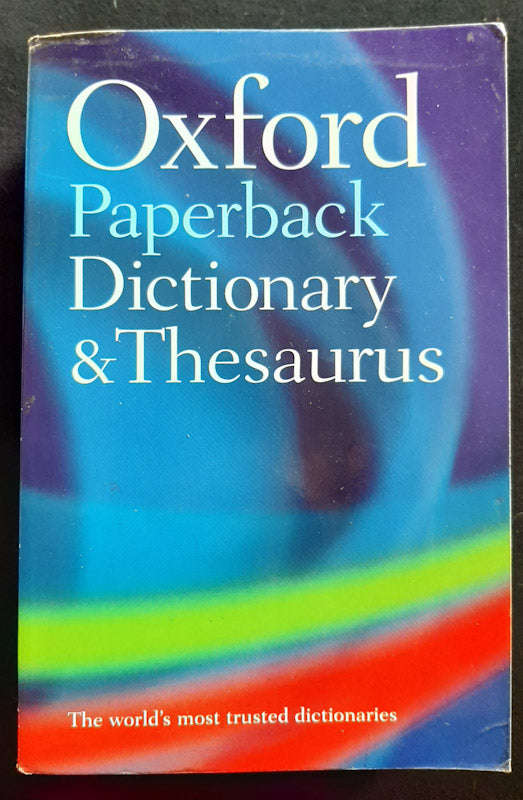 Oxford
Paperback
Dictionary
& Thesaurus
The world's most trusted dictionaries